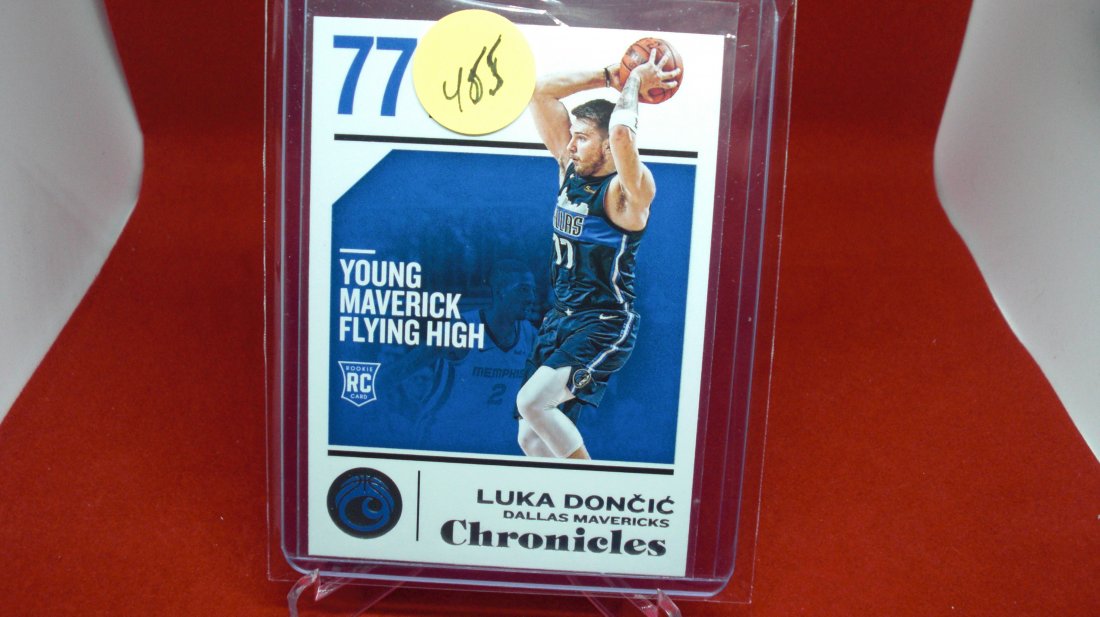 77
485
YOUNG
MAVERICK
FLYING HIGH
ROOKIE
RC
CARD
MEMPHIS
2
LUKA DONČIĆ
DALLAS MAVERICKS
Chronicles